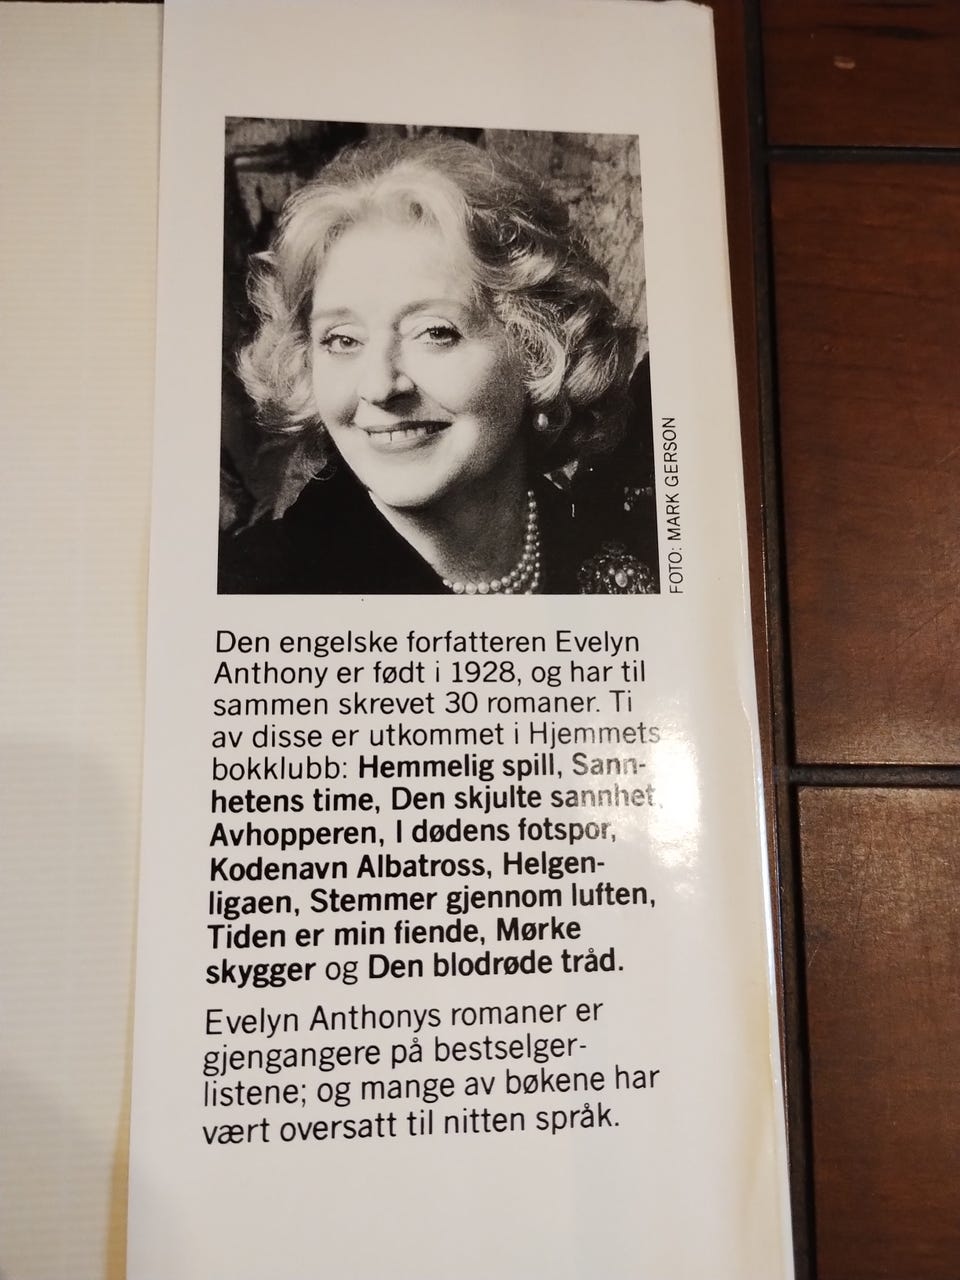 FOTO: MARK GERSON
Den engelske forfatteren Evelyn
Anthony er født i 1928, og har til
sammen skrevet 30 romaner. Ti
av disse er utkommet i Hjemmets
bokklubb: Hemmelig spill, Sann-
hetens time, Den skjulte sannhet,
Avhopperen, I dødens fotspor,
Kodenavn Albatross, Helgen-
ligaen, Stemmer gjennom luften,
Tiden er min fiende, Mørke
skygger og Den blodrøde tråd.
Evelyn Anthonys romaner er
gjengangere på bestselger-
listene; og mange av bøkene har
vært oversatt til nitten språk.